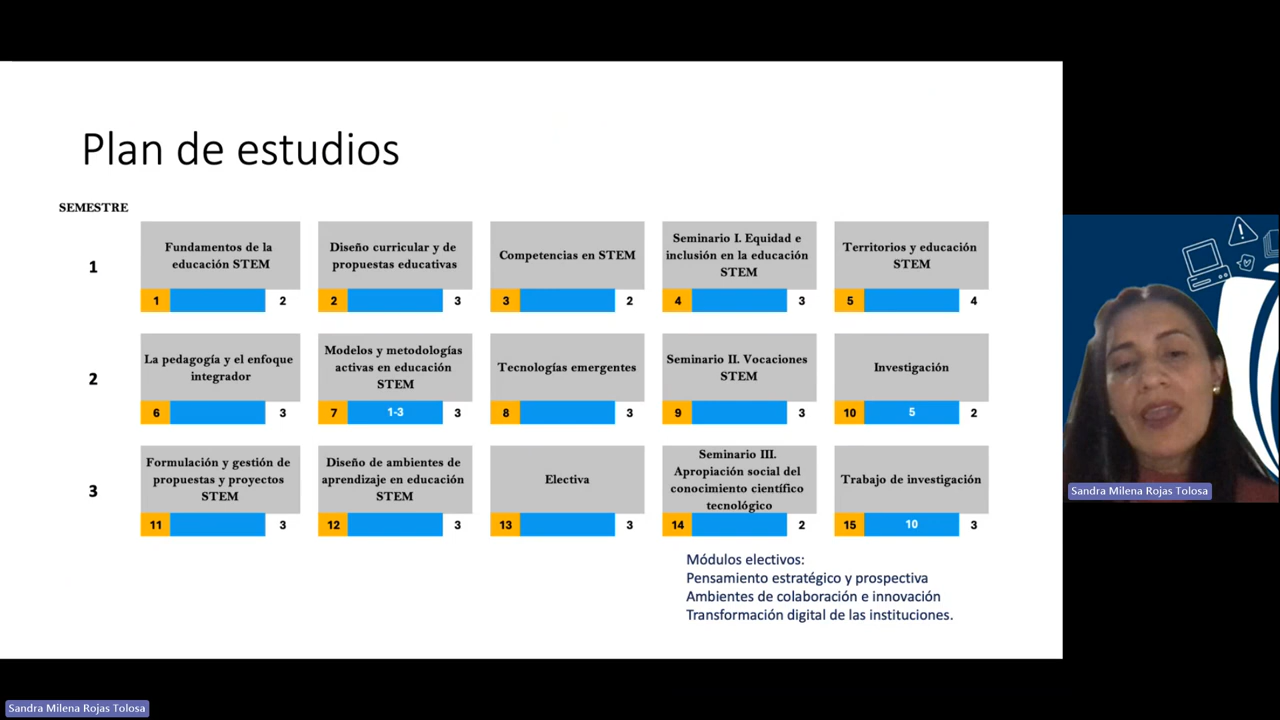 Plan de estudios
SEMESTRE
1
Fundamentos de la
educación STEM
1
2
Diseño curricular y de
propuestas educativas
2
3
Competencias en STEM
3
2
Seminario I. Equidad e
inclusión en la educación
STEM
4
3
Territorios y educación
STEM
5
4
2
La pedagogía y el enfoque
integrador
6
3
Modelos y metodologías
activas en educación
STEM
7
1-3
3
Tecnologías emergentes
8
3
Seminario II. Vocaciones
STEM
9
3
Investigación
10
5
2
3
Formulación y gestión de
propuestas y proyectos
STEM
11
3
Diseño de ambientes de
aprendizaje en educación
STEM
12
3
Electiva
13
3
Seminario III.
Apropiación social del
conocimiento científico
tecnológico
14
2
Trabajo de investigación
15
10
3
Módulos electivos:
Pensamiento estratégico y prospectiva
Ambientes de colaboración e innovación
Transformación digital de las instituciones.
Sandra Milena Rojas Tolosa
Sandra Milena Rojas Tolosa